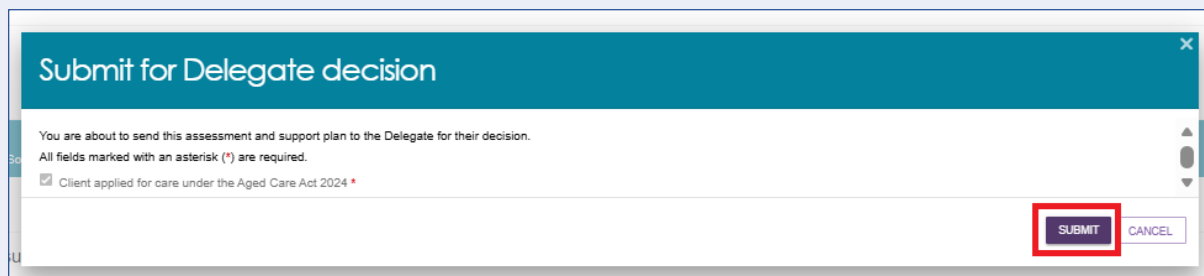 Submit for Delegate decision
You are about to send this assessment and support plan to the Delegate for their decision.
All fields marked with an asterisk (*) are required.
Client applied for care under the Aged Care Act 2024 *
SUBMIT CANCEL